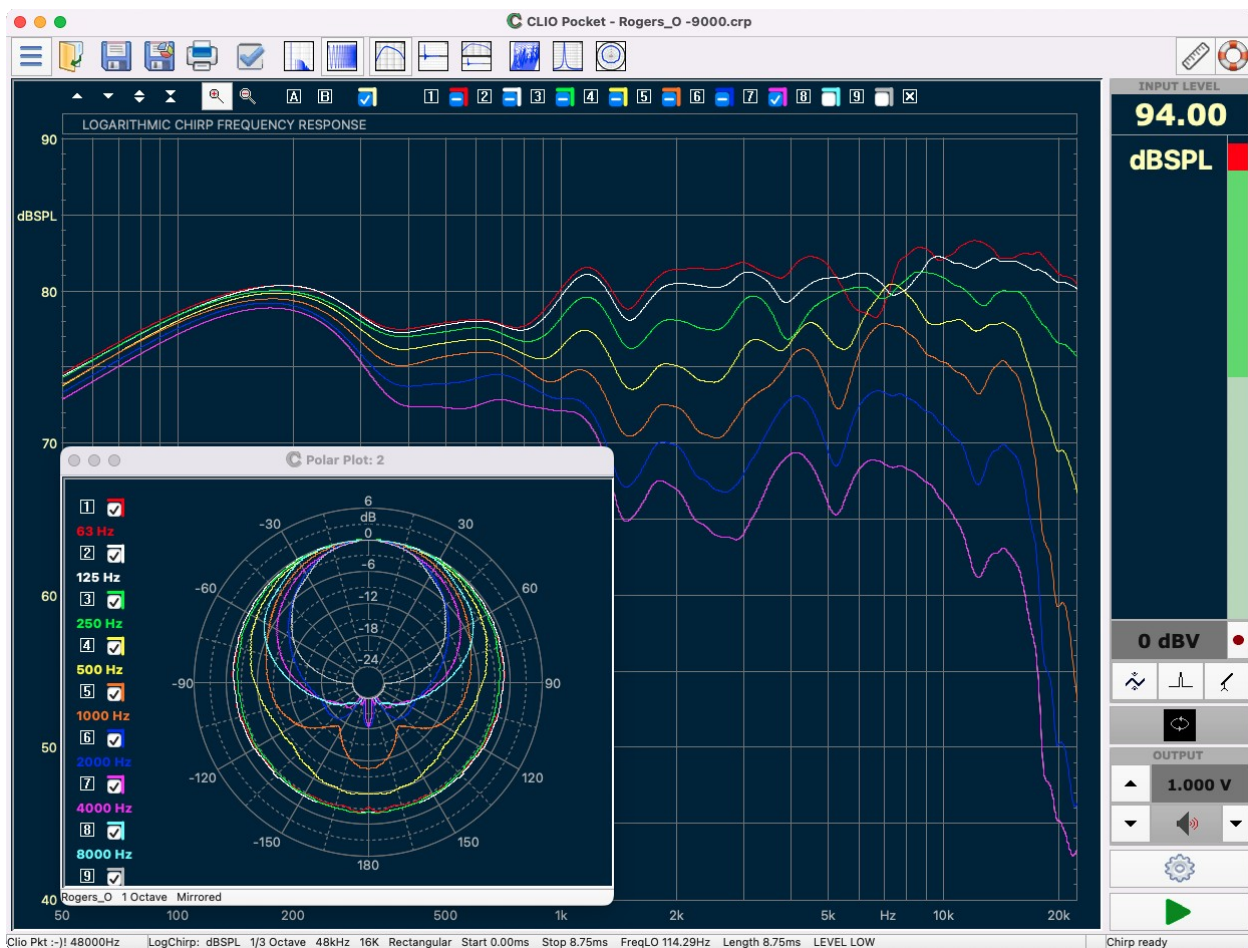 CLIO Pocket - Rogers_O -9000.crp
A B 1 2 3 4 5 6 7 8 9
LOGARITHMIC CHIRP FREQUENCY RESPONSE
INPUT LEVEL
94.00
dBSPL
90
dBSPL
80
70
60
50
40
50 100 200 500 1k 2k 5k Hz 10k 20k
Polar Plot: 2
1
63 Hz
2
125 Hz
3
250 Hz
4
500 Hz
5
1000 Hz
6
2000 Hz
7
4000 Hz
8
8000 Hz
9
6
dB
0
-6
-12
-18
-24
-30 30
-60 60
-90 90
-120 120
-150 150
180
Rogers_O 1 Octave Mirrored
0 dBV
OUTPUT
1.000 V
Clio Pkt :-)! 48000Hz LogChirp: dBSPL 1/3 Octave 48kHz 16K Rectangular Start 0.00ms Stop 8.75ms FreqLO 114.29Hz Length 8.75ms LEVEL LOW Chirp ready